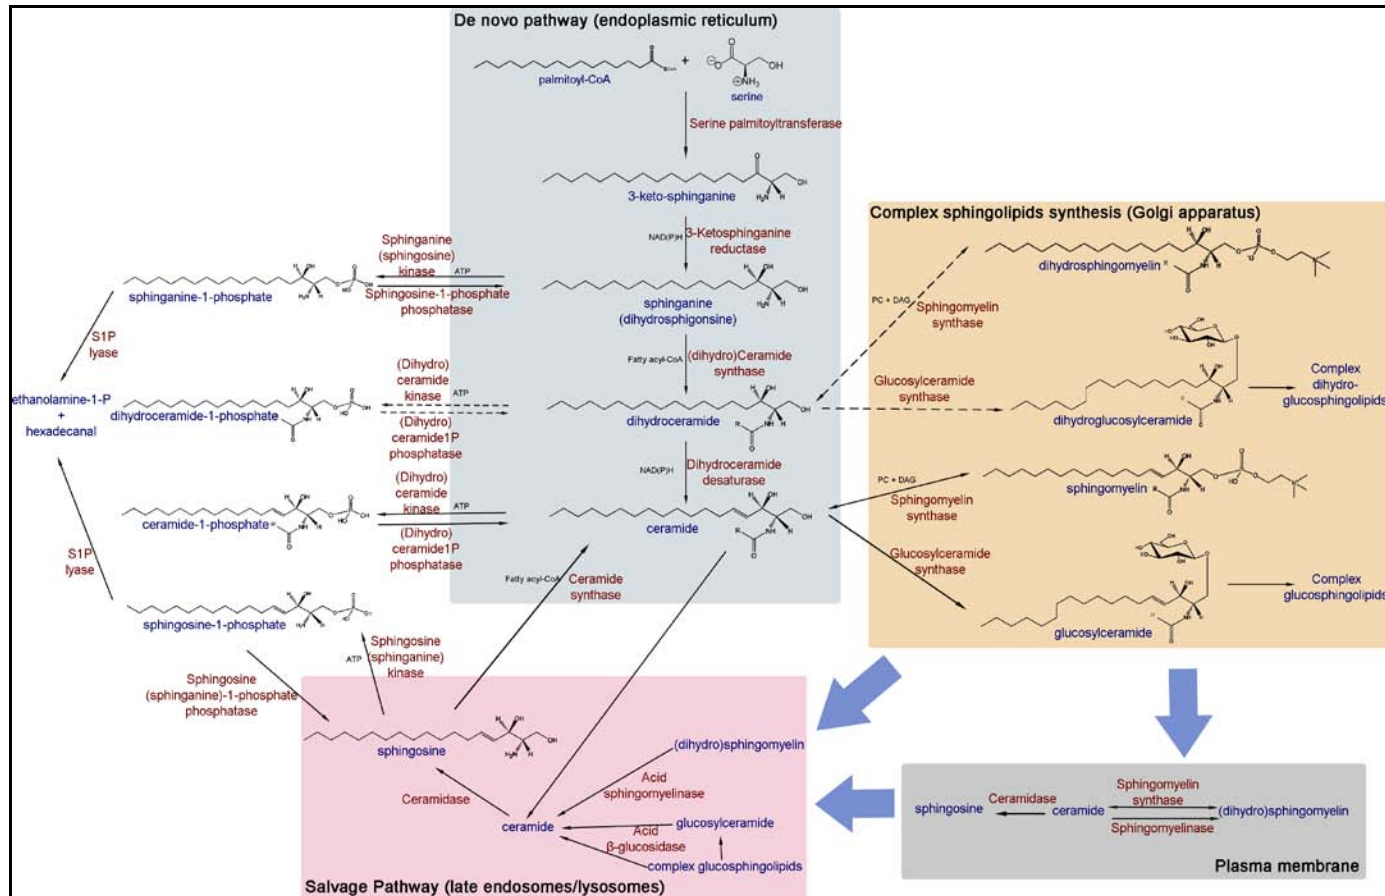 De novo pathway (endoplasmic reticulum)
palmitoyl-CoA
+
serine
Serine palmitoyltransferase
3-keto-sphinganine
NAD(P)H
3-Ketosphinganine
reductase
sphinganine
(dihydrosphigonsine)
Fatty acyl-CoA
(dihydro)Ceramide
synthase
dihydroceramide
NAD(P)H
Dihydroceramide
desaturase
ceramide
Fatty acyl-CoA
Ceramide
synthase
Sphinganine
(sphingosine)
kinase
ATP
Sphingosine-1-phosphate
phosphatase
sphinganine-1-phosphate
S1P
lyase
ethanolamine-1-P
+
hexadecanal
(Dihydro)
ceramide
kinase
ATP
(Dihydro)
ceramide1P
phosphatase
dihydroceramide-1-phosphate
(Dihydro)
ceramide
kinase
ATP
(Dihydro)
ceramide1P
phosphatase
ceramide-1-phosphate
S1P
lyase
sphingosine-1-phosphate
ATP
Sphingosine
(sphinganine)
kinase
Sphingosine
(sphinganine)-1-phosphate
phosphatase
Complex sphingolipids synthesis (Golgi apparatus)
dihydrosphingomyelin
PC + DAG
Sphingomyelin
synthase
Glucosylceramide
synthase
dihydroglucosylceramide
Complex
dihydro-
glucosphingolipids
PC + DAG
Sphingomyelin
synthase
sphingomyelin
Glucosylceramide
synthase
glucosylceramide
Complex
glucosphingolipids
sphingosine
Ceramidase
ceramide
(dihydro)sphingomyelin
Acid
sphingomyelinase
glucosylceramide
Acid
β-glucosidase
complex glucosphingolipids
Salvage Pathway (late endosomes/lysosomes)
sphingosine
Ceramidase
ceramide
Sphingomyelin
synthase
Sphingomyelinase
(dihydro)sphingomyelin
Plasma membrane